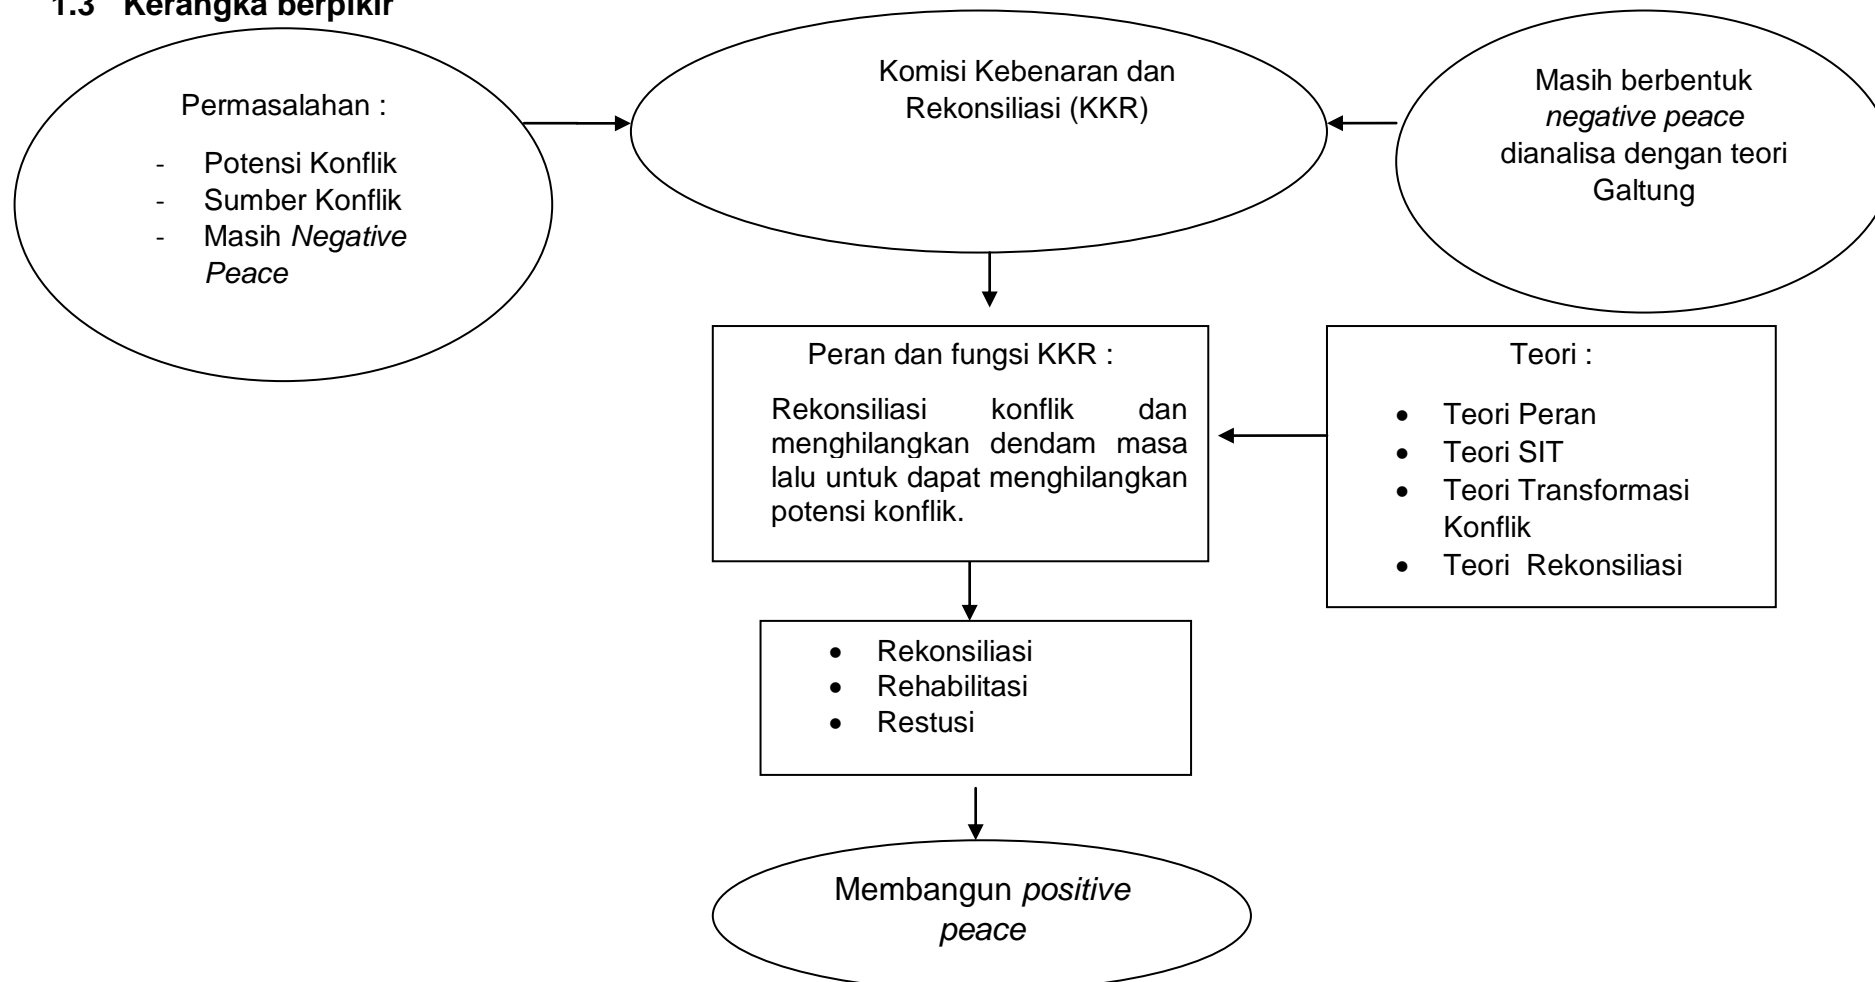 1.3 Kerangka berpikir
Permasalahan :
- Potensi Konflik
- Sumber Konflik
- Masih Negative
Peace
Komisi Kebenaran dan
Rekonsiliasi (KKR)
Masih berbentuk
negative peace
dianalisa dengan teori
Galtung
Peran dan fungsi KKR :
Rekonsiliasi konflik dan
menghilangkan dendam masa
lalu untuk dapat menghilangkan
potensi konflik.
Teori :
• Teori Peran
• Teori SIT
• Teori Transformasi
Konflik
• Teori Rekonsiliasi
• Rekonsiliasi
• Rehabilitasi
• Restusi
Membangun positive
peace